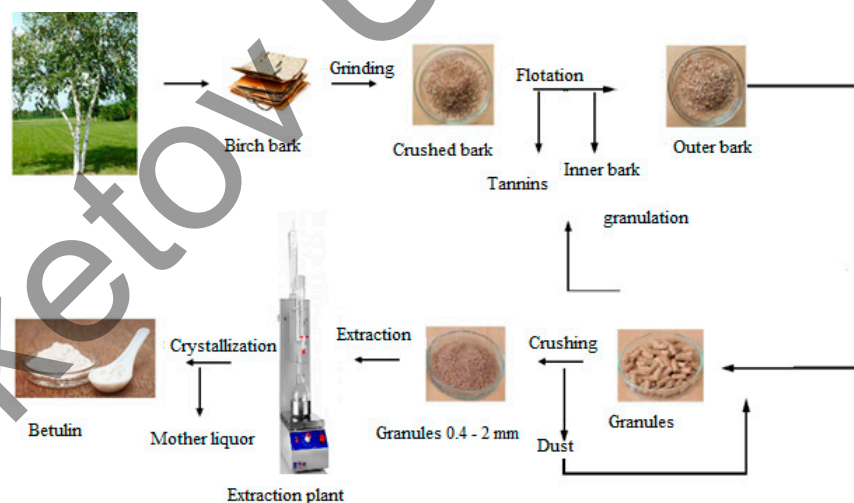 Grinding
Flotation
Birch bark
Crushed bark
Outer bark
Tannins
Inner bark
granulation
Crystallization
Extraction
Crushing
Betulin
Mother liquor
Granules 0.4 - 2 mm
Granules
Dust
Extraction plant
ketov